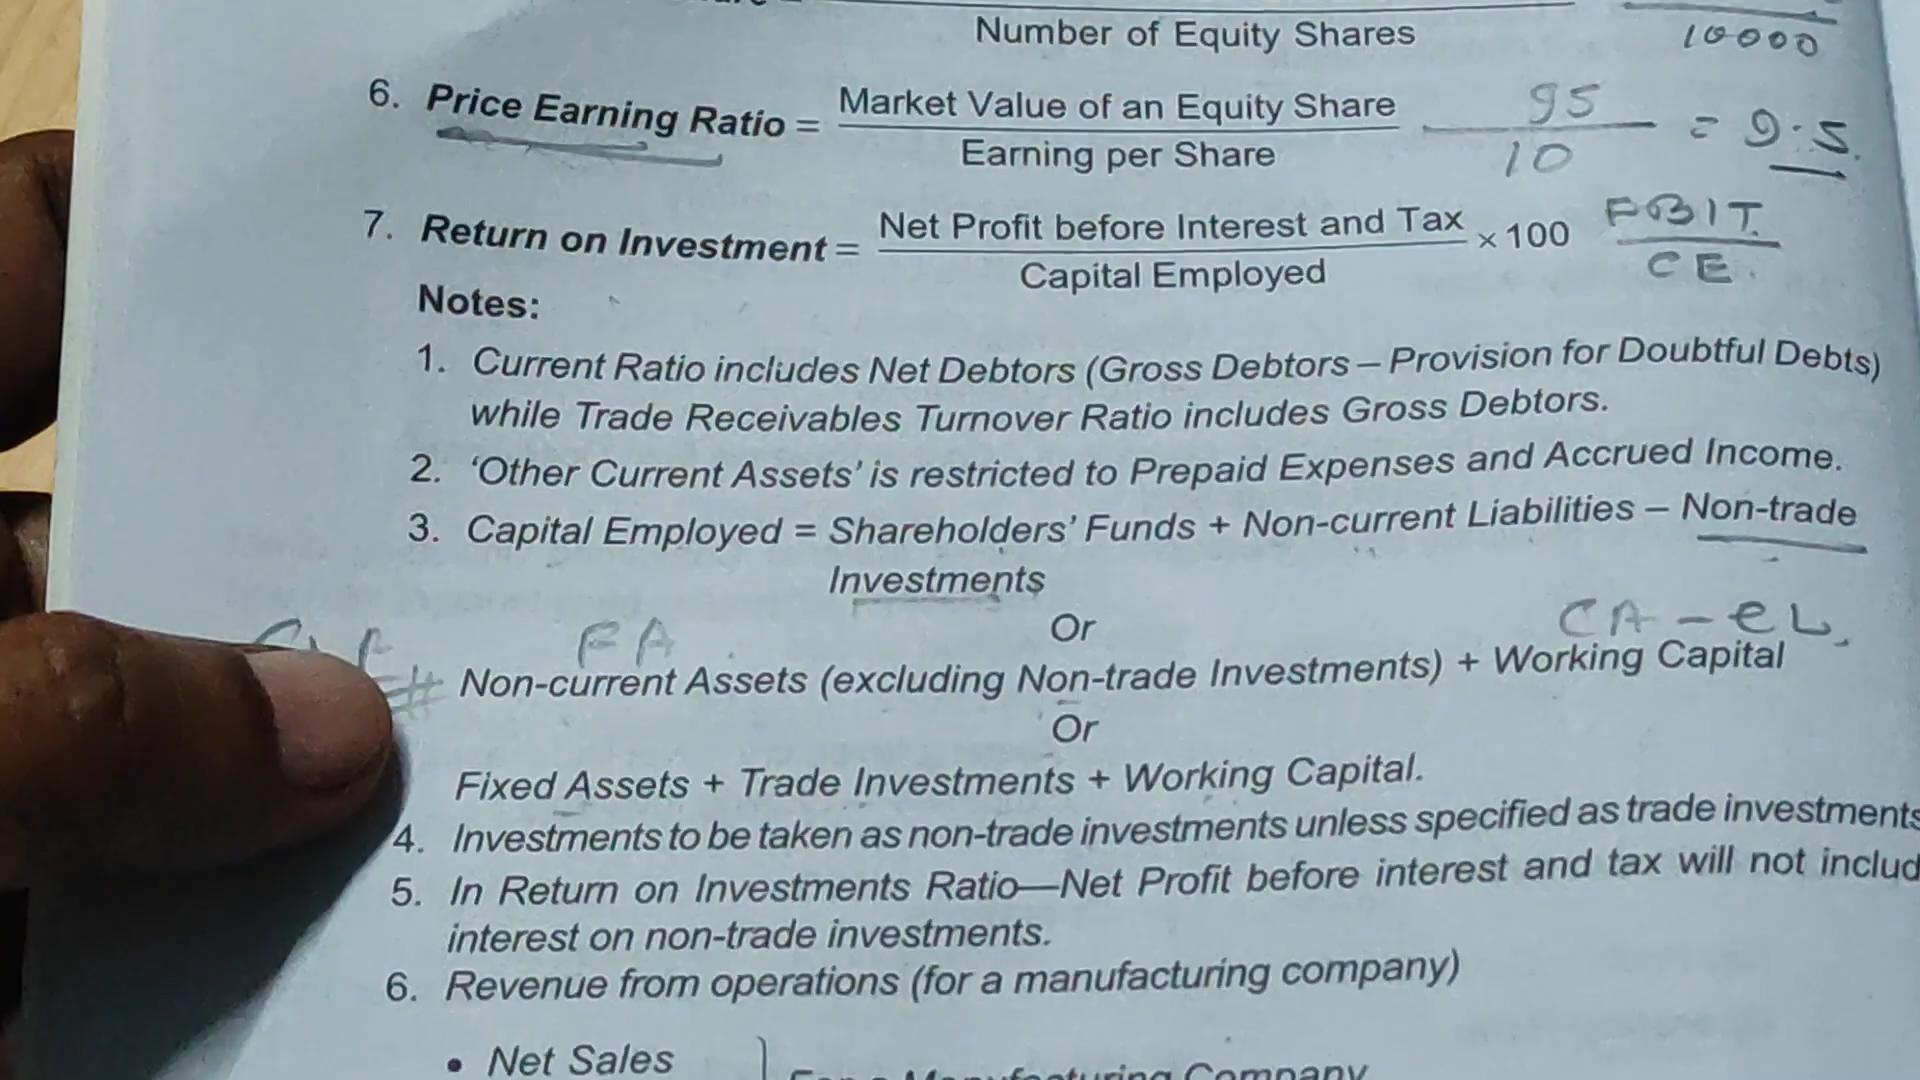 Number of Equity Shares 10000
6. Price Earning Ratio = Market Value of an Equity Share / Earning per Share 95 / 10 = 9.5
7. Return on Investment = Net Profit before Interest and Tax / Capital Employed × 100 EBIT / CE
Notes:
1. Current Ratio includes Net Debtors (Gross Debtors – Provision for Doubtful Debts)
while Trade Receivables Turnover Ratio includes Gross Debtors.
2. ‘Other Current Assets’ is restricted to Prepaid Expenses and Accrued Income.
3. Capital Employed = Shareholders’ Funds + Non-current Liabilities – Non-trade
Investments
Or
FA CA - CL
Non-current Assets (excluding Non-trade Investments) + Working Capital
Or
Fixed Assets + Trade Investments + Working Capital.
4. Investments to be taken as non-trade investments unless specified as trade investments
5. In Return on Investments Ratio—Net Profit before interest and tax will not includ
interest on non-trade investments.
6. Revenue from operations (for a manufacturing company)
• Net Sales
Manufacturing Company